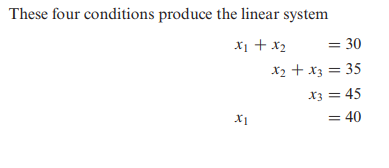 These four conditions produce the linear system
x₁ + x₂ = 30
x₂ + x₃ = 35
x₃ = 45
x₁ = 40